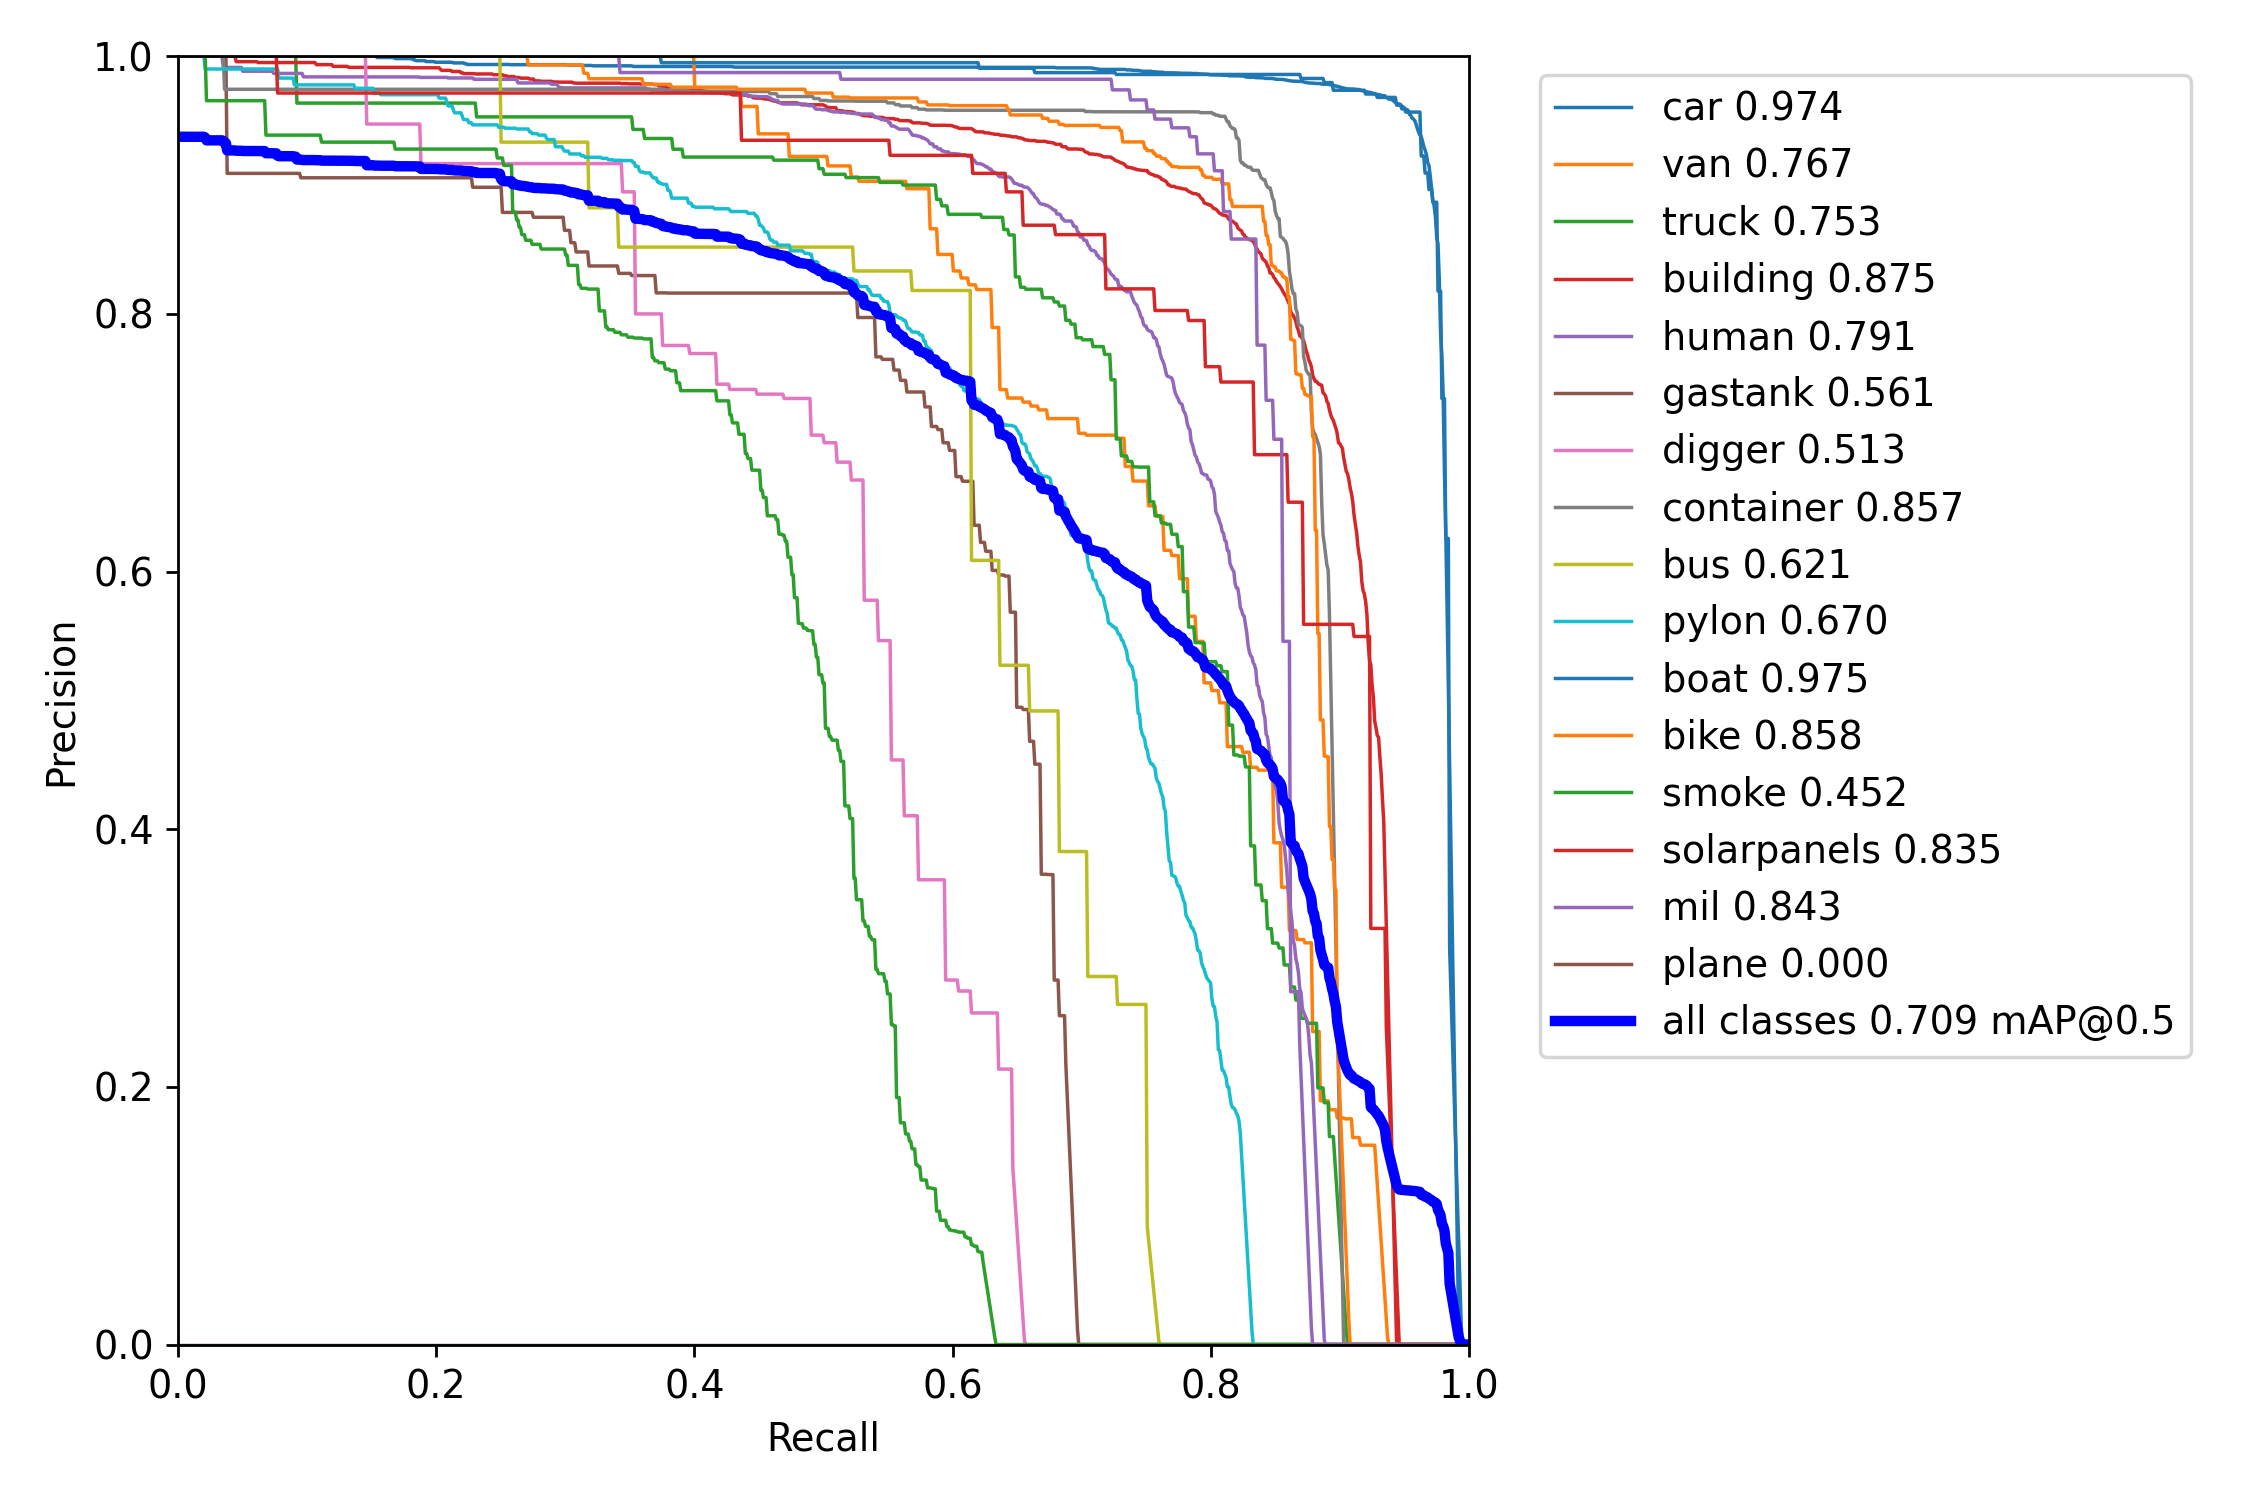 1.0
0.8
0.6
0.4
0.2
0.0
0.0 0.2 0.4 0.6 0.8 1.0
Precision
Recall
car 0.974
van 0.767
truck 0.753
building 0.875
human 0.791
gastank 0.561
digger 0.513
container 0.857
bus 0.621
pylon 0.670
boat 0.975
bike 0.858
smoke 0.452
solarpanels 0.835
mil 0.843
plane 0.000
all classes 0.709 mAP@0.5